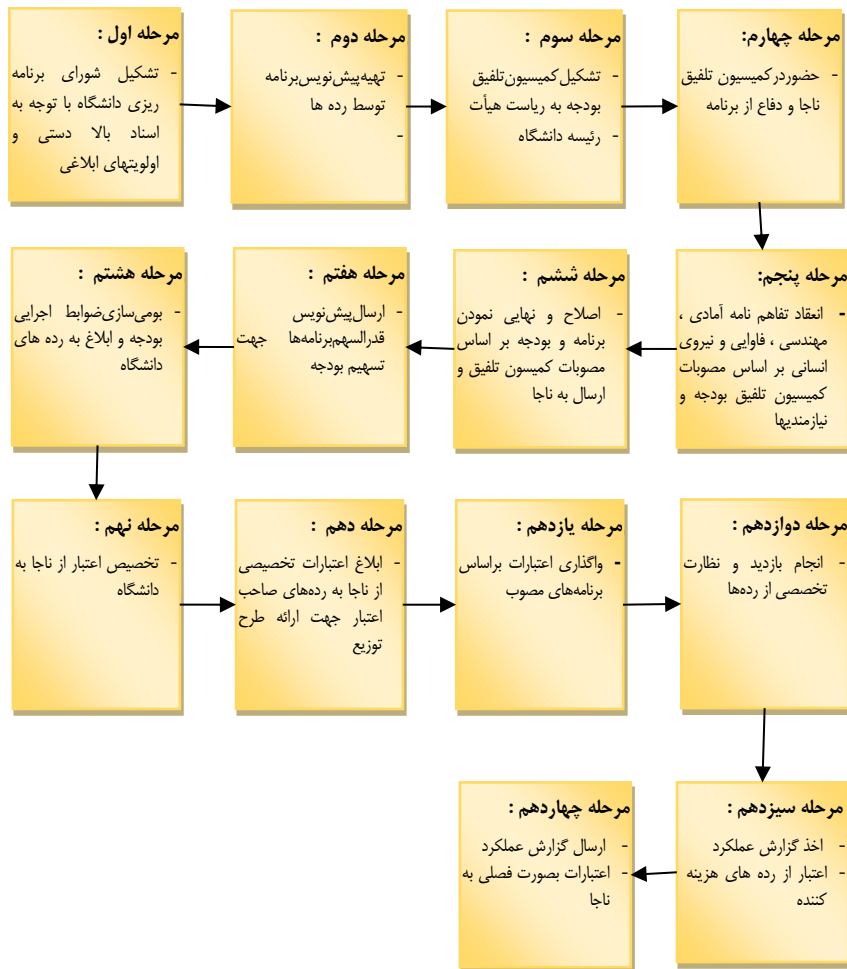 مرحله اول :
- تشکیل شورای برنامه
ریزی دانشگاه با توجه به
اسناد بالا دستی و
اولویتهای ابلاغی
مرحله دوم :
- تهیه‌پیش‌نویس‌برنامه
توسط رده ها
-
مرحله سوم :
- تشکیل‌کمیسیون‌تلفیق
بودجه به ریاست هیأت
- رئیسه دانشگاه
مرحله چهارم:
- حضوردرکمیسیون تلفیق
ناجا و دفاع از برنامه
مرحله پنجم:
- انعقاد تفاهم نامه آمادی ،
مهندسی ، فاوایی و نیروی
انسانی بر اساس مصوبات
کمیسیون تلفیق بودجه و
نیازمندیها
مرحله ششم :
- اصلاح و نهایی نمودن
برنامه و بودجه بر اساس
مصوبات کمیسون تلفیق و
ارسال به ناجا
مرحله هفتم :
- ارسال‌پیش‌نویس
قدرالسهم‌برنامه‌ها جهت
تسهیم بودجه
مرحله هشتم :
- بومی‌سازی‌ضوابط اجرایی
بودجه و ابلاغ به رده های
دانشگاه
مرحله نهم :
- تخصیص اعتبار از ناجا به
دانشگاه
مرحله دهم :
- ابلاغ اعتبارات تخصیصی
از ناجا به رده‌های صاحب
اعتبار جهت ارائه طرح
توزیع
مرحله یازدهم :
- واگذاری اعتبارات براساس
برنامه‌های مصوب
مرحله دوازدهم :
- انجام بازدید و نظارت
تخصصی از رده‌ها
مرحله سیزدهم :
- اخذ گزارش عملکرد
- اعتبار از رده های هزینه
کننده
مرحله چهاردهم :
- ارسال گزارش عملکرد
- اعتبارات بصورت فصلی به
ناجا